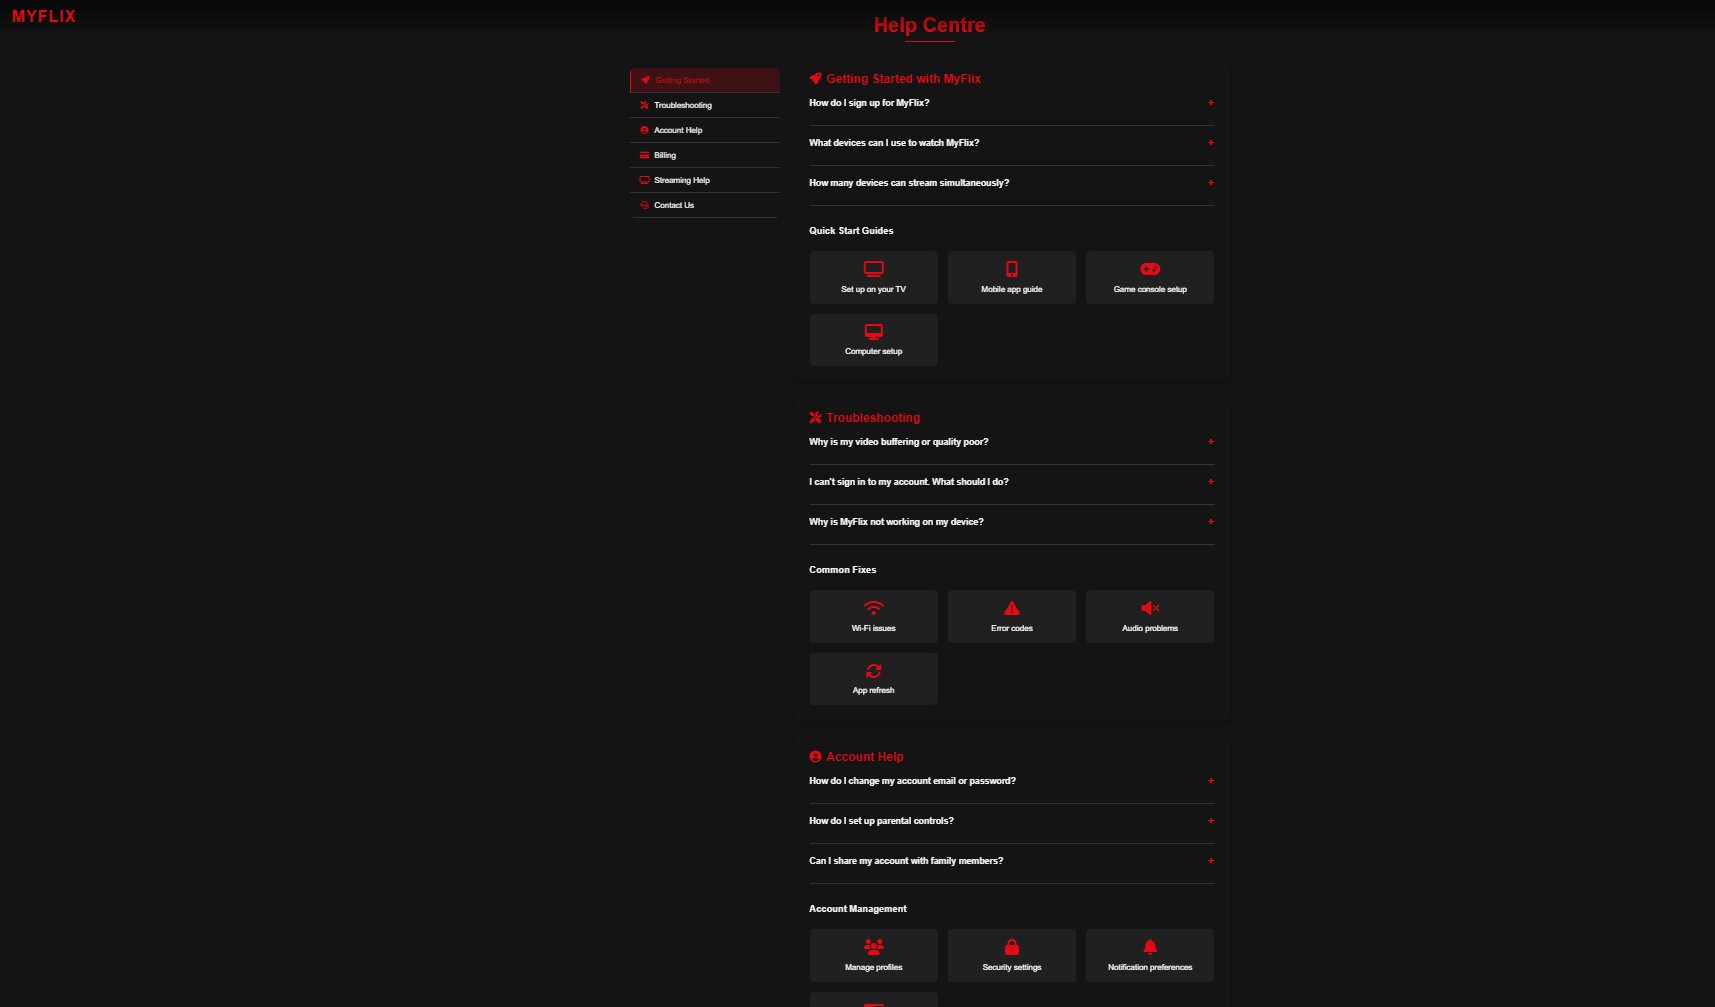 MYFLIX
Help Centre
Getting Started
Troubleshooting
Account Help
Billing
Streaming Help
Contact Us
Getting Started with MyFlix
How do I sign up for MyFlix? +
What devices can I use to watch MyFlix? +
How many devices can stream simultaneously? +
Quick Start Guides
Set up on your TV
Mobile app guide
Game console setup
Computer setup
Troubleshooting
Why is my video buffering or quality poor? +
I can't sign in to my account. What should I do? +
Why is MyFlix not working on my device? +
Common Fixes
Wi-Fi issues
Error codes
Audio problems
App refresh
Account Help
How do I change my account email or password? +
How do I set up parental controls? +
Can I share my account with family members? +
Account Management
Manage profiles
Security settings
Notification preferences